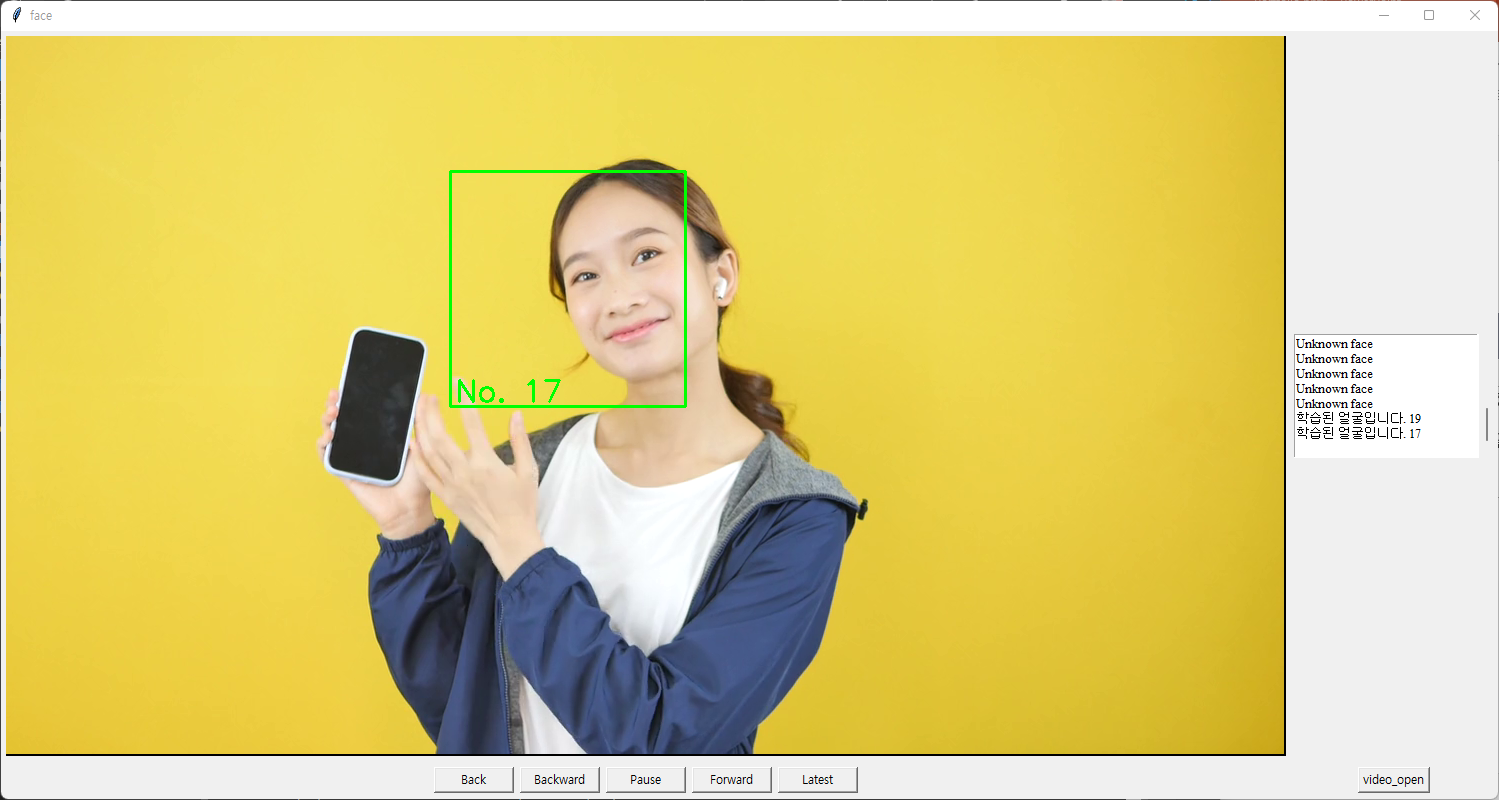 face
No. 17
Unknown face
Unknown face
Unknown face
Unknown face
Unknown face
학습된 얼굴입니다. 19
학습된 얼굴입니다. 17
Back
Backward
Pause
Forward
Latest
video_open